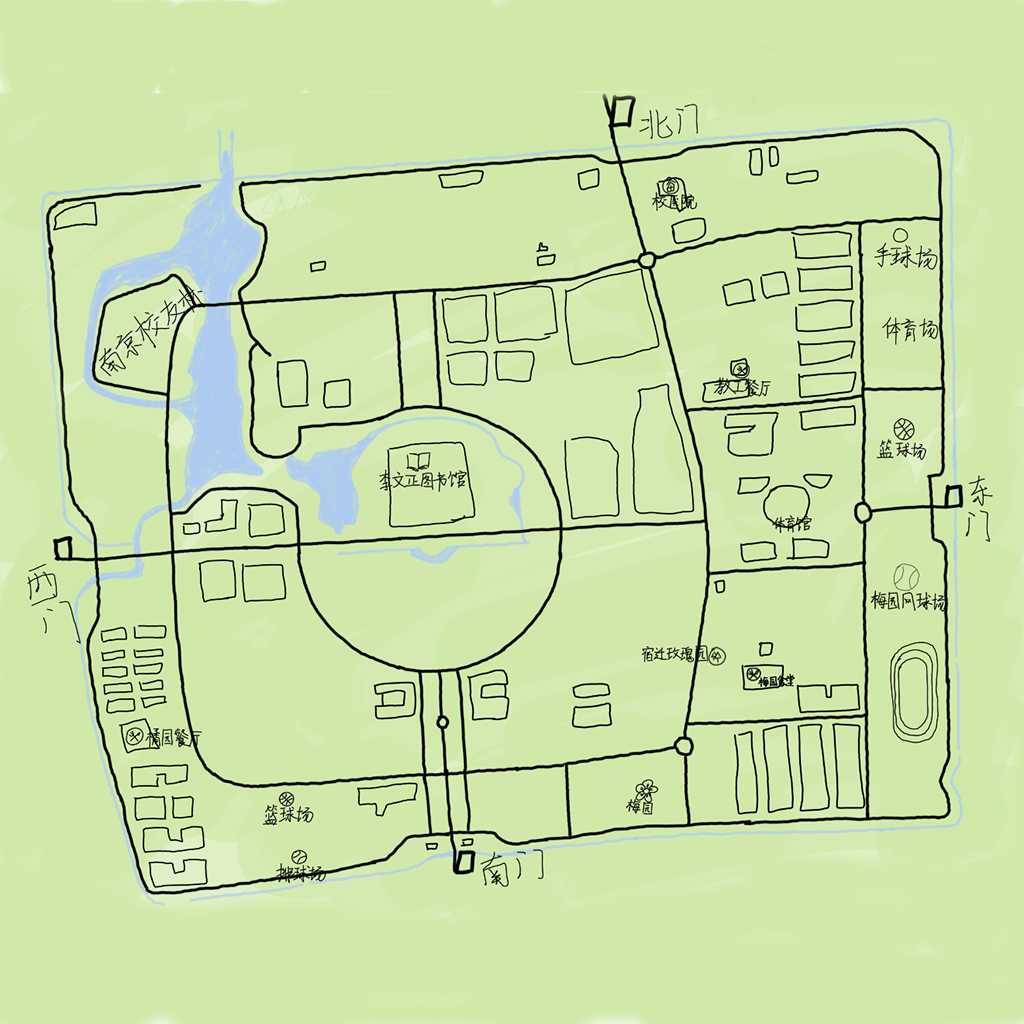 北门
校医院
手球场
南京校友林
体育场
教工餐厅
篮球场
李文正图书馆
东门
体育馆
西门
梅园网球场
宿迁玫瑰园
梅园食堂
橘园餐厅
梅园
篮球场
南门
排球场